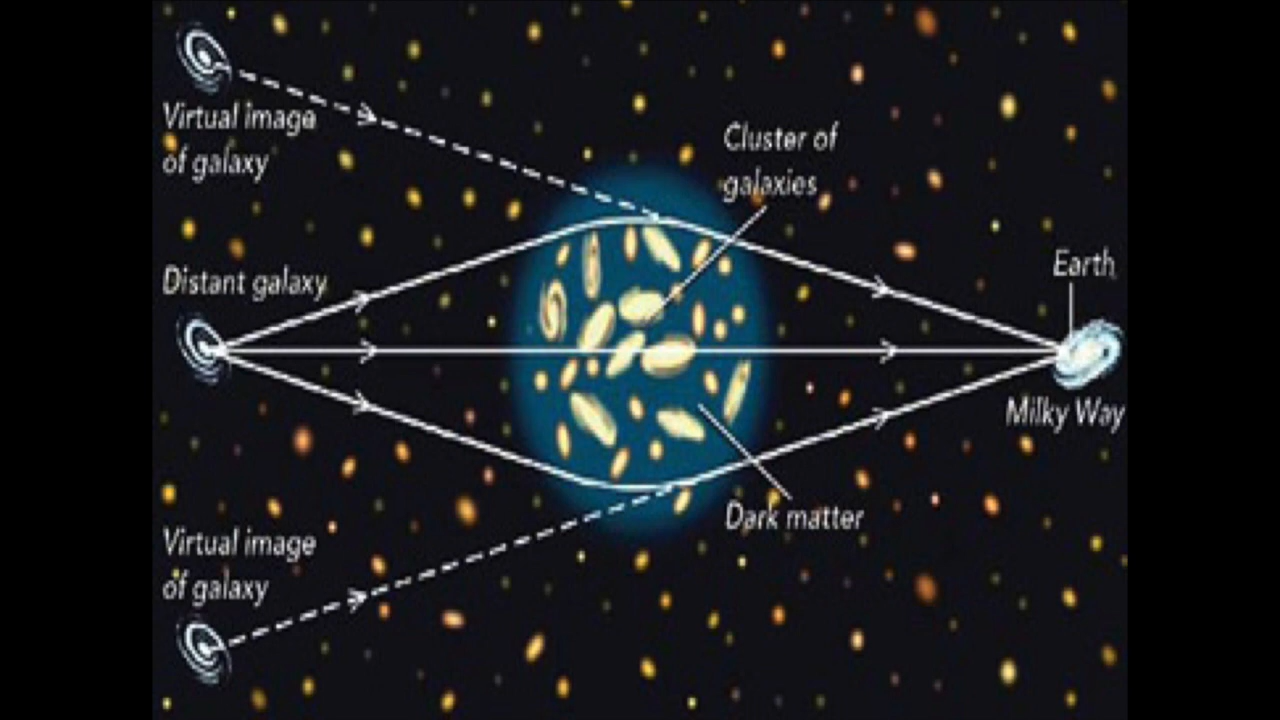 Virtual image
of galaxy
Cluster of
galaxies
Distant galaxy
Earth
Milky Way
Dark matter
Virtual image
of galaxy